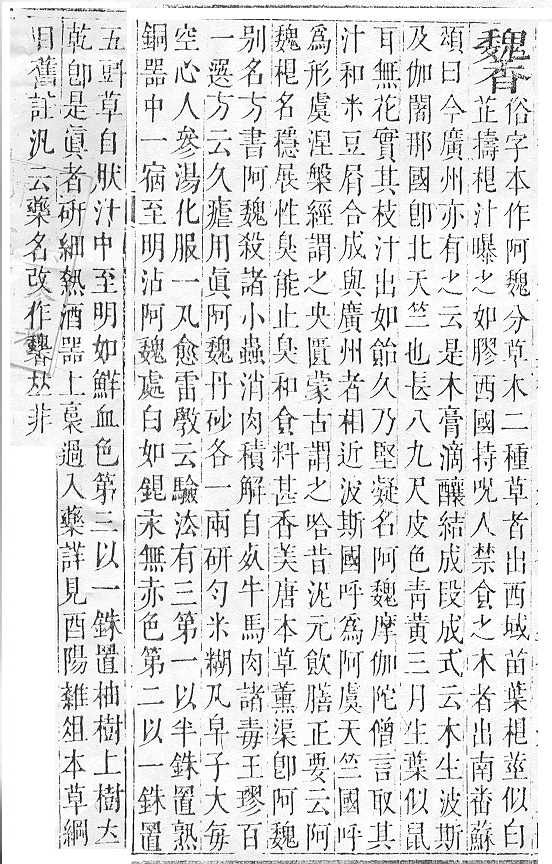 俗字本作阿魏分草木二種草者出西域苗葉根莖似白
芷擣根汁曝之如膠西國持呪人禁食之木者出南畨蘇
頌曰今廣州亦有之云是木膏滴釀結成段成式云木生波斯
及伽闍那國卽北天竺也長八九尺皮色青黃三月生葉似鼠
耳無花實其枝汁出如飴久乃堅凝名阿魏摩伽陀僧言取其
汁和米豆屑合成與廣州者相近波斯國呼爲阿虞天竺國呼
爲形虞涅槃經謂之央匱蒙古謂之哈昔泥元飲膳正要云阿
魏根名穩展性臭能止臭和食料甚香美唐本草薰渠卽阿魏
别名方書阿魏殺諸小蟲消肉積解自死牛馬肉諸毒王璆百
一選方云久瘧用眞阿魏丹砂各一兩研勻米糊丸皁子大每
空心人參湯化服一丸愈雷斆云驗法有三第一以半銖置熟
銅器中一宿至明沾阿魏處白如銀永無赤色第二以一銖置
五㪷草自肰汁中至明如鮮血色第三以一銖置柚樹上樹立
乾卽是眞者研細熱酒器上裛過入藥詳見酉陽雜俎本草綱
目舊註汎云藥名改作𠀤非